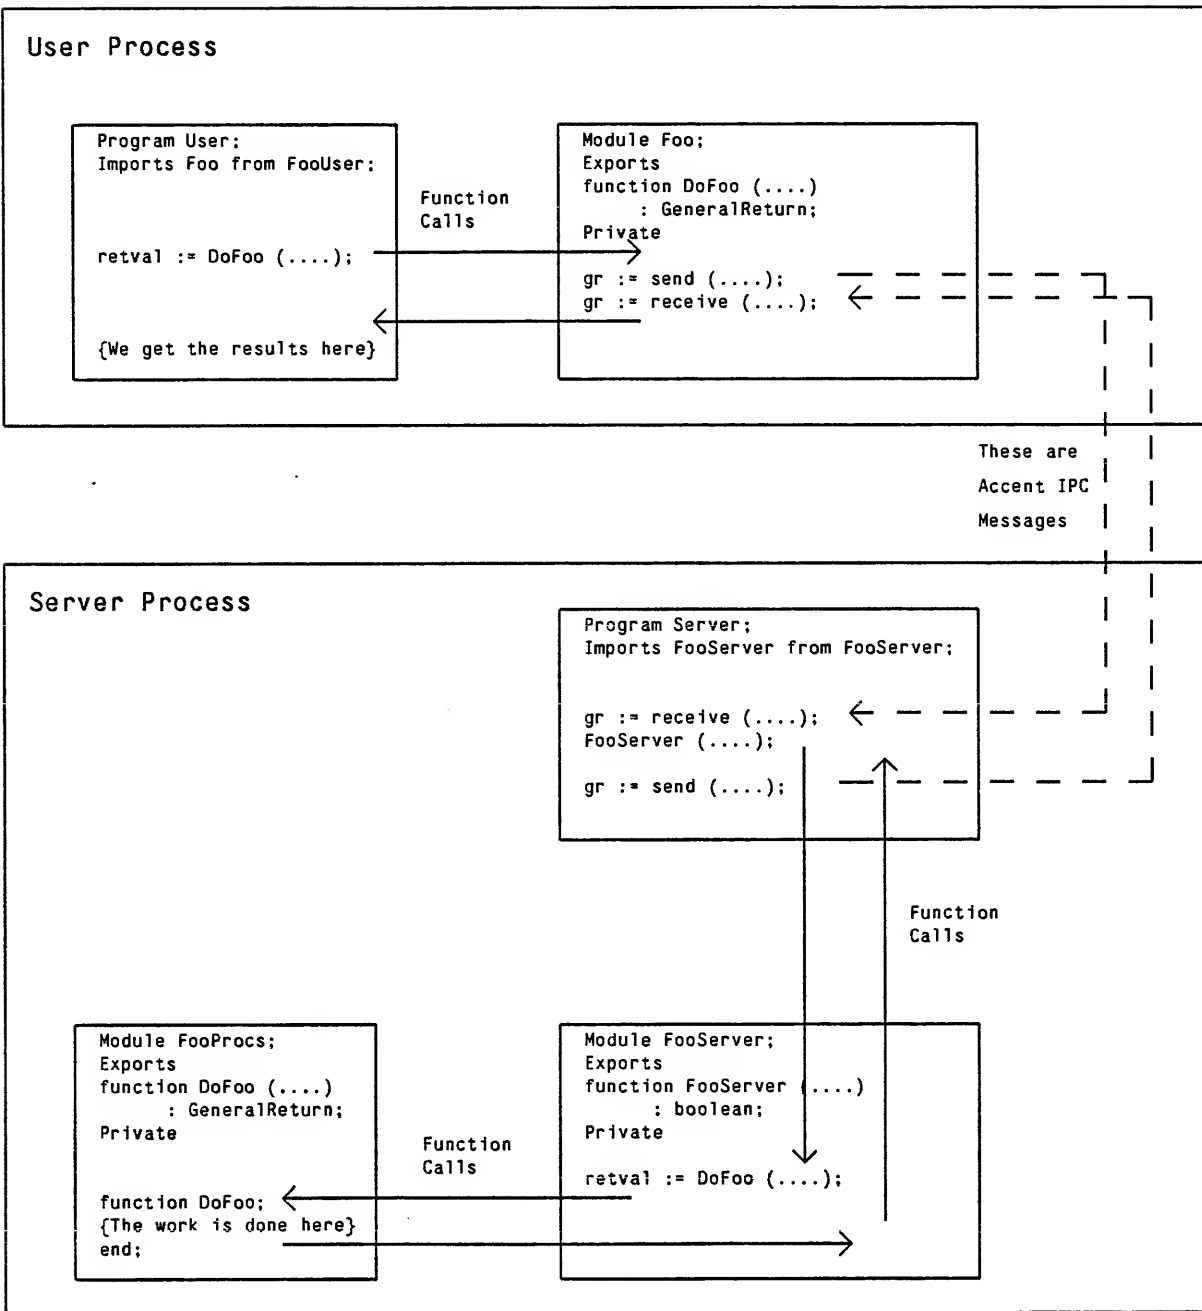 User Process
Program User;
Imports Foo from FooUser;
retval := DoFoo (....);
{We get the results here}
Function
Calls
Module Foo;
Exports
function DoFoo (....)
: GeneralReturn;
Private
gr := send (....);
gr := receive (....);
These are
Accent IPC
Messages
Server Process
Program Server;
Imports FooServer from FooServer;
gr := receive (....);
FooServer (....);
gr := send (....);
Function
Calls
Module FooProcs;
Exports
function DoFoo (....)
: GeneralReturn;
Private
function DoFoo;
{The work is done here}
end;
Function
Calls
Module FooServer;
Exports
function FooServer (....)
: boolean;
Private
retval := DoFoo (....);